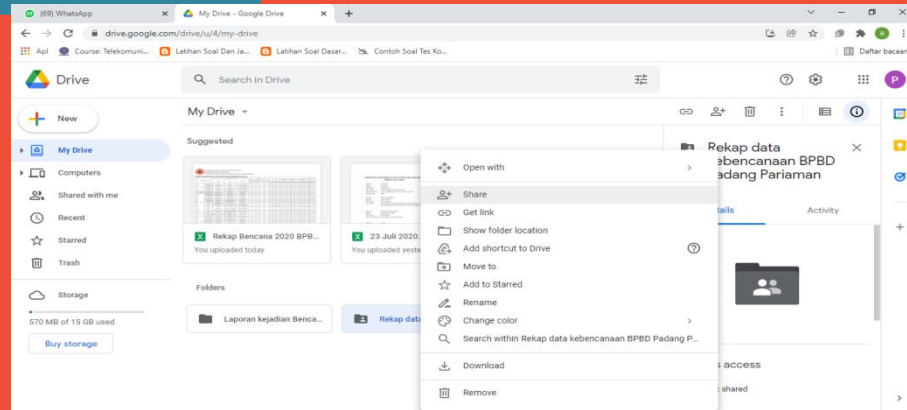 (69) WhatsApp
My Drive - Google Drive
drive.google.com/drive/u/4/my-drive
Apl
Course: Telekomuni...
Latihan Soal Dan Ja...
Latihan Soal Dasar...
Contoh Soal Tes Ko...
Daftar bacaan
Drive
Search in Drive
P
New
My Drive
Computers
Shared with me
Recent
Starred
Trash
Storage
570 MB of 15 GB used
Buy storage
My Drive
Suggested
Rekap Bencana 2020 BPB...
You uploaded today
23 Juli 2020.
You uploaded yeste
Folders
Laporan kejadian Benca...
Rekap data
Open with
Share
Get link
Show folder location
Add shortcut to Drive
Move to
Add to Starred
Rename
Change color
Search within Rekap data kebencanaan BPBD Padang P...
Download
Remove
Rekap data
ebencanaan BPBD
adang Pariaman
tails
Activity
s access
shared